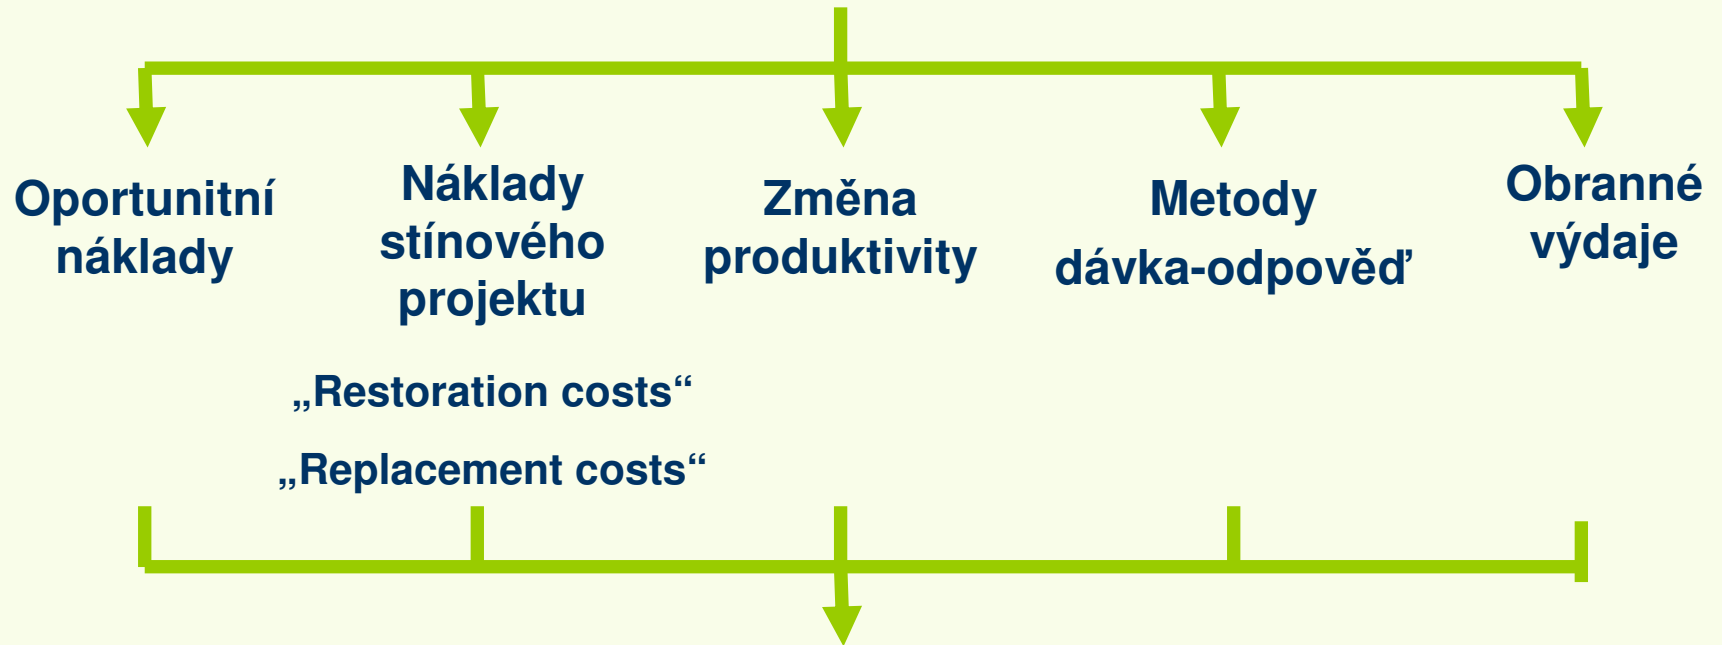 Oportunitní
náklady
Náklady
stínového
projektu
„Restoration costs“
„Replacement costs“
Změna
produktivity
Metody
dávka-odpověď
Obranné
výdaje